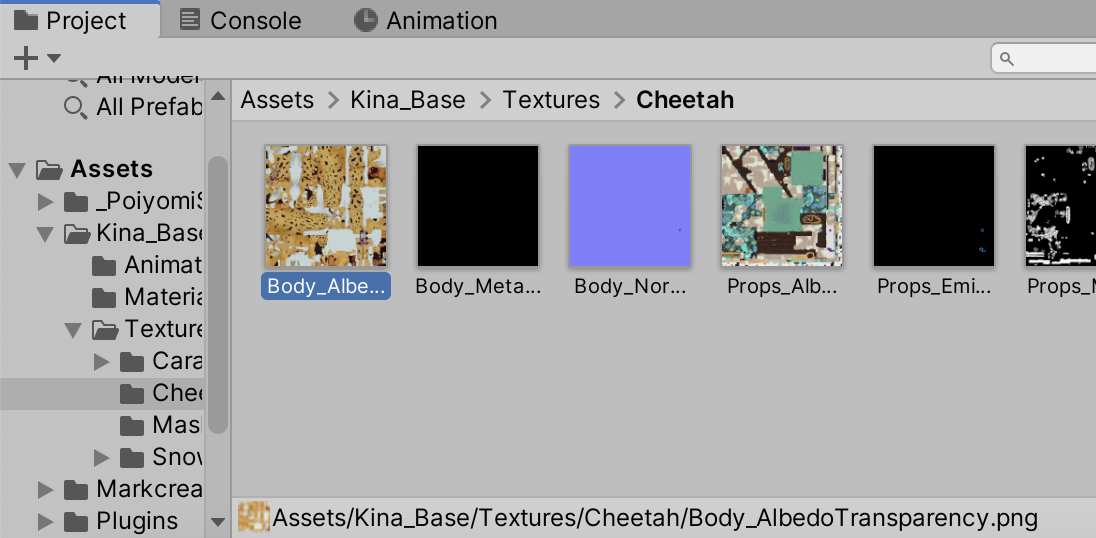 Project
Console
Animation
All Model
All Prefab
Assets
_PoiyomiS
Kina_Base
Animat
Materia
Texture
Cara
Chee
Mas
Snov
Markcrea
Plugins
Assets > Kina_Base > Textures > Cheetah
Body_Albe...
Body_Meta...
Body_Nor...
Props_Alb...
Props_Emi...
Props_M
Assets/Kina_Base/Textures/Cheetah/Body_AlbedoTransparency.png